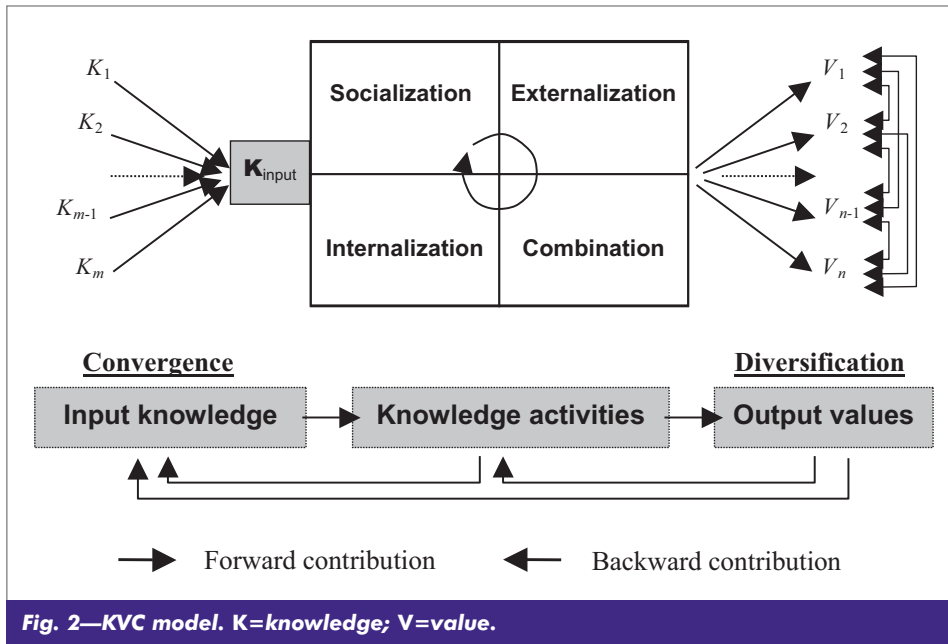 K1
K2
Km-1
Km
Kinput
Socialization
Externalization
Internalization
Combination
V1
V2
Vn-1
Vn
Convergence
Diversification
Input knowledge
Knowledge activities
Output values
Forward contribution
Backward contribution
Fig. 2—KVC model. K=knowledge; V=value.